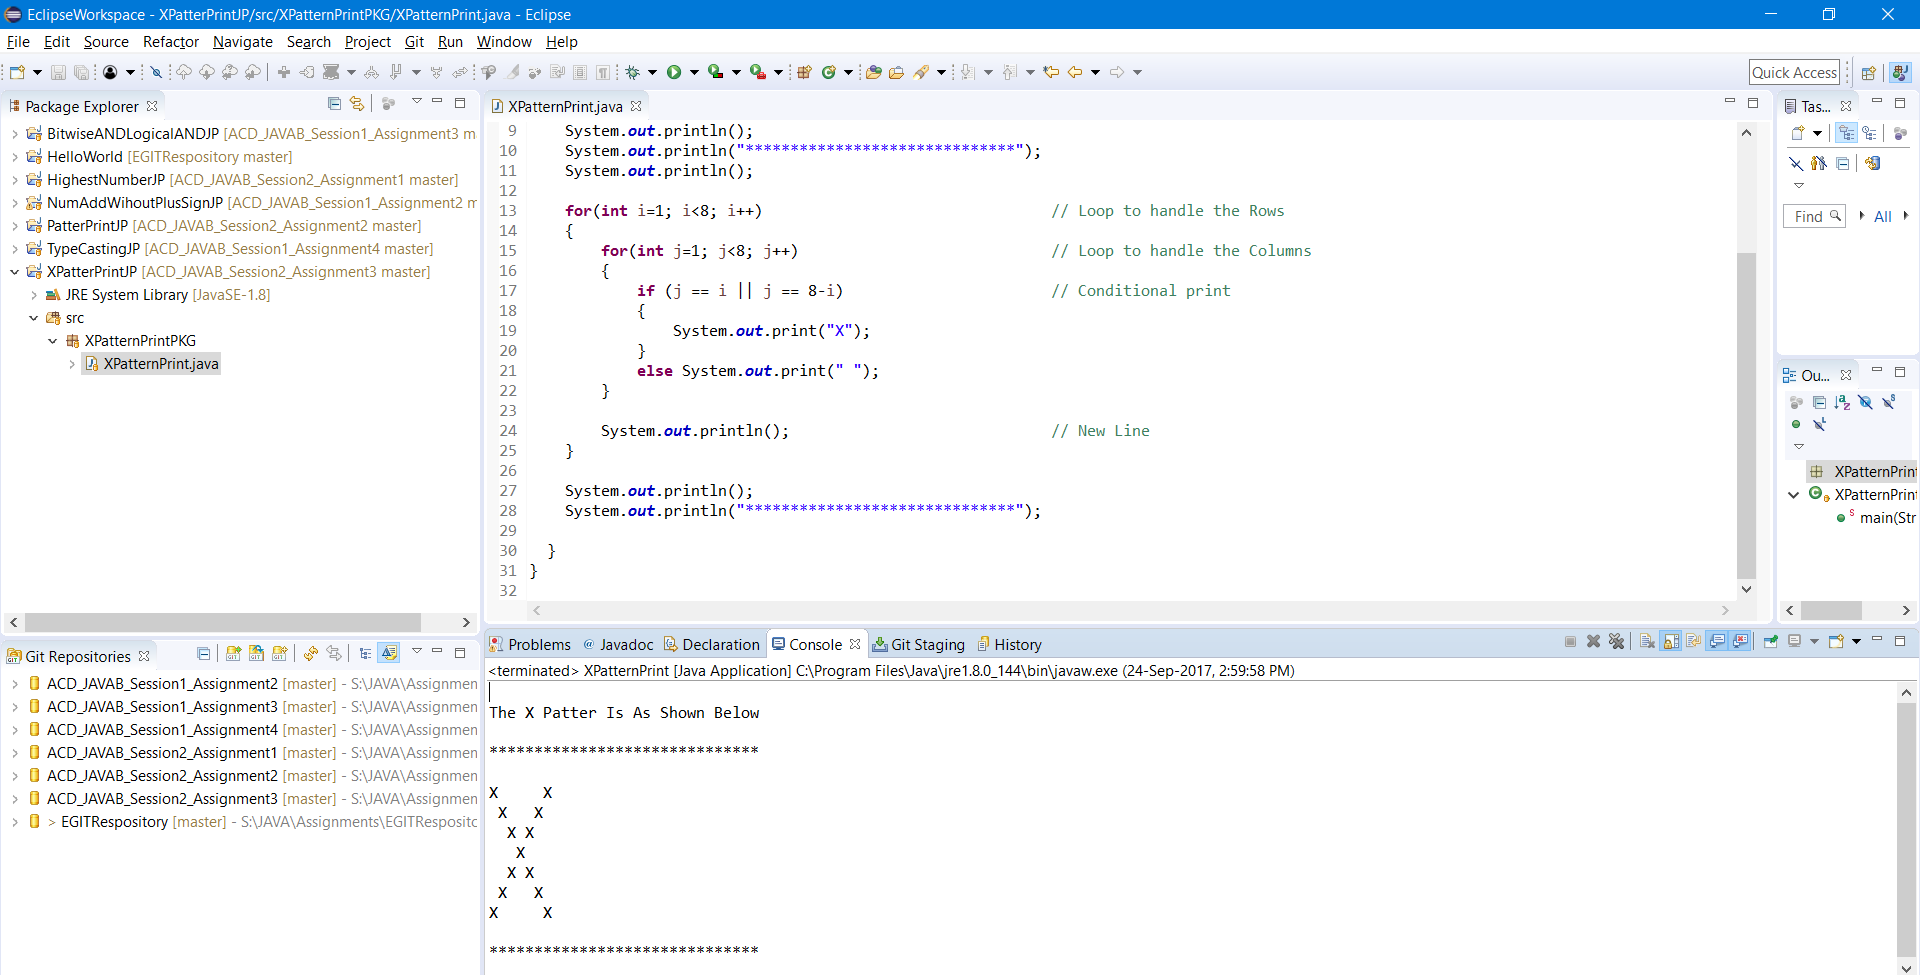 EclipseWorkspace - XPatterPrintJP/src/XPatternPrintPKG/XPatternPrint.java - Eclipse
File Edit Source Refactor Navigate Search Project Git Run Window Help
Quick Access
Package Explorer
BitwiseANDLogicalANDJP [ACD_JAVAB_Session1_Assignment3 m
HelloWorld [EGITRespository master]
HighestNumberJP [ACD_JAVAB_Session2_Assignment1 master]
NumAddWihoutPlusSignJP [ACD_JAVAB_Session1_Assignment2 m
PatterPrintJP [ACD_JAVAB_Session2_Assignment2 master]
TypeCastingJP [ACD_JAVAB_Session1_Assignment4 master]
XPatterPrintJP [ACD_JAVAB_Session2_Assignment3 master]
JRE System Library [JavaSE-1.8]
src
XPatternPrintPKG
XPatternPrint.java
Git Repositories
ACD_JAVAB_Session1_Assignment2 [master] - S:\JAVA\Assignmen
ACD_JAVAB_Session1_Assignment3 [master] - S:\JAVA\Assignmen
ACD_JAVAB_Session1_Assignment4 [master] - S:\JAVA\Assignmen
ACD_JAVAB_Session2_Assignment1 [master] - S:\JAVA\Assignmen
ACD_JAVAB_Session2_Assignment2 [master] - S:\JAVA\Assignmen
ACD_JAVAB_Session2_Assignment3 [master] - S:\JAVA\Assignmen
> EGITRespository [master] - S:\JAVA\Assignments\EGITRespositc
XPatternPrint.java
9 System.out.println();
10 System.out.println("******************************");
11 System.out.println();
12
13 for(int i=1; i<8; i++) // Loop to handle the Rows
14 {
15 for(int j=1; j<8; j++) // Loop to handle the Columns
16 {
17 if (j == i || j == 8-i) // Conditional print
18 {
19 System.out.print("X");
20 }
21 else System.out.print(" ");
22 }
23
24 System.out.println(); // New Line
25 }
26
27 System.out.println();
28 System.out.println("******************************");
29
30 }
31 }
32
Problems @ Javadoc Declaration Console Git Staging History
<terminated> XPatternPrint [Java Application] C:\Program Files\Java\jre1.8.0_144\bin\javaw.exe (24-Sep-2017, 2:59:58 PM)
The X Patter Is As Shown Below
******************************
X     X
 X   X
  X X
   X
  X X
 X   X
X     X
******************************
Tas...
Find All
Ou...
XPatternPrint
XPatternPrint
main(Str